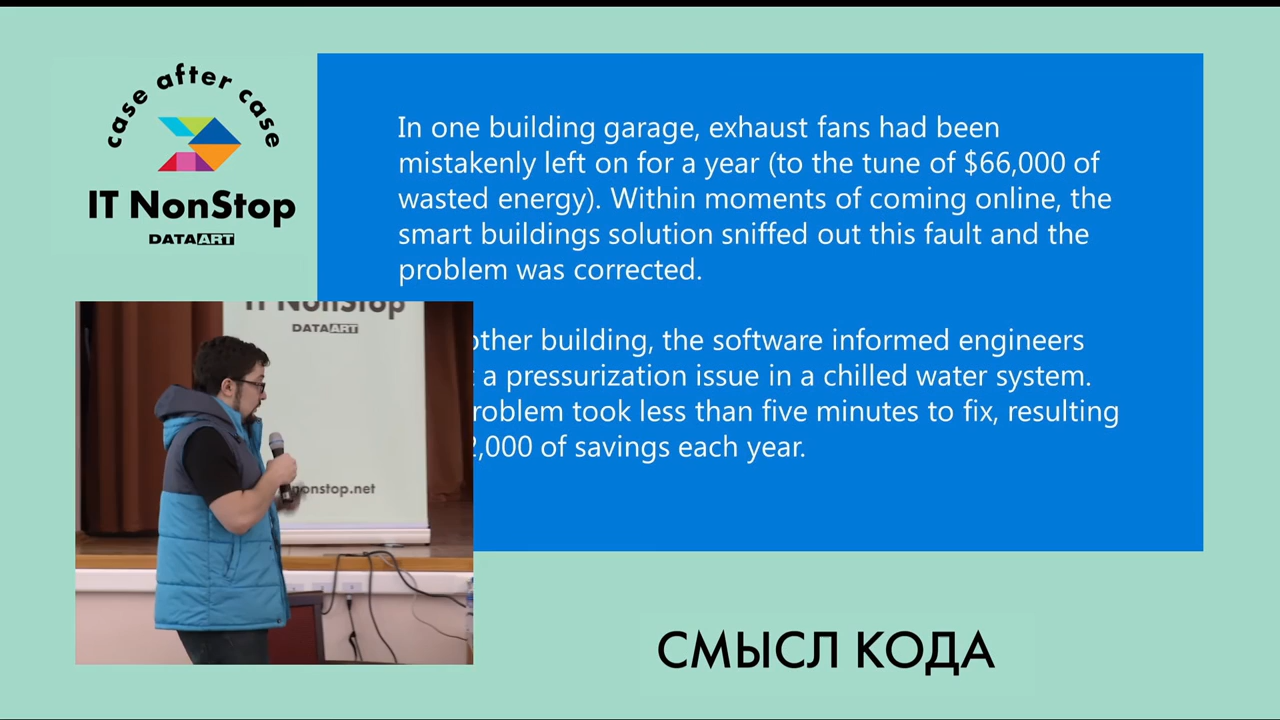 case after case
IT NonStop
DATAART
In one building garage, exhaust fans had been
mistakenly left on for a year (to the tune of $66,000 of
wasted energy). Within moments of coming online, the
smart buildings solution sniffed out this fault and the
problem was corrected.
other building, the software informed engineers
a pressurization issue in a chilled water system.
problem took less than five minutes to fix, resulting
2,000 of savings each year.
IT NonStop
DATAART
nonstop.net
СМЫСЛ КОДА